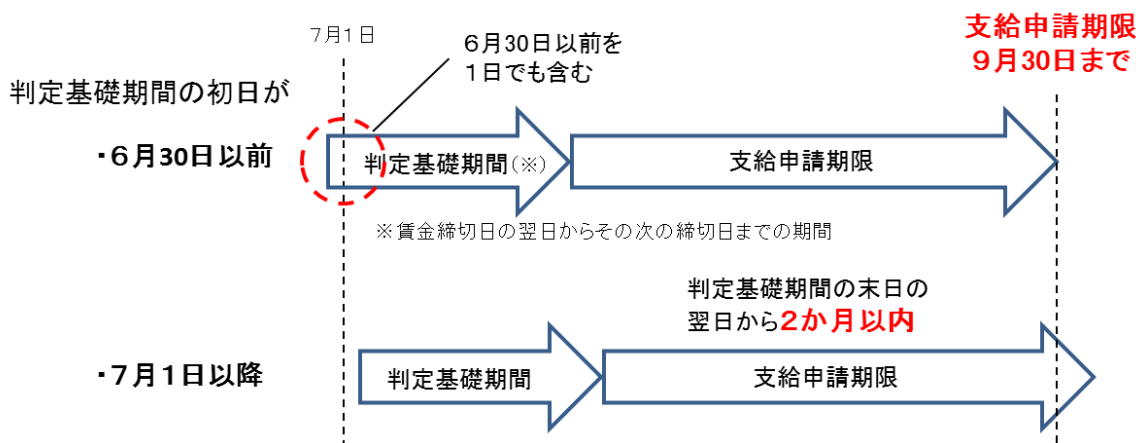 支給申請期限
９月30日まで
７月１日
６月30日以前を
１日でも含む
判定基礎期間の初日が
・６月30日以前
判定基礎期間（※）
支給申請期限
※賃金締切日の翌日からその次の締切日までの期間
判定基礎期間の末日の
翌日から２か月以内
・７月１日以降
判定基礎期間
支給申請期限